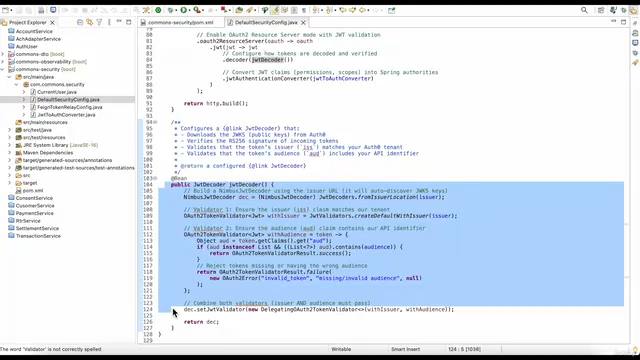 Project Explorer
AccountService
ActivityService
AuthUser
commons-dto [boot]
commons-observability [boot]
commons-security [boot]
src/main/java
com.commons.security
CurrentUser.java
DefaultSecurityConfig.java
FeignTokenRelayConfig.java
JwtToAuthConverter.java
src/main/resources
src/test/java
src/test/resources
JRE System Library [JavaSE-16]
Maven Dependencies
target/generated-sources/annotations
target/generated-test-sources/test-annotations
src
target
pom.xml
ConsentService
CustomerService
SettlementService
TransactionService
commons-security/pom.xml
DefaultSecurityConfig.java
// Enable OAuth2 Resource Server mode with JWT validation
.oauth2ResourceServer(oauth -> oauth
.jwt(jwt -> jwt
// Configure how tokens are decoded and verified
.decoder(jwtDecoder())
// Convert JWT claims (permissions, scopes) into Spring authorities
.jwtAuthenticationConverter(jwtToAuthConverter)
)
);
return http.build();
}
/**
* Configures a {@link JwtDecoder} that:
* - Downloads the JWKS (public keys) from Auth0
* - Verifies the RS256 signature of incoming tokens
* - Validates that the token's issuer (`iss`) matches your Auth0 tenant
* - Validates that the token's audience (`aud`) includes your API identifier
*
* @return a configured {@link JwtDecoder}
*/
@Bean
public JwtDecoder jwtDecoder() {
// Build a NimbusJwtDecoder using the issuer URL (it will auto-discover JWKS keys)
NimbusJwtDecoder dec = (NimbusJwtDecoder) JwtDecoders.fromIssuerLocation(issuer);
// Validator 1: Ensure the issuer (iss) claim matches our tenant
OAuth2TokenValidator<Jwt> withIssuer = JwtValidators.createDefaultWithIssuer(issuer);
// Validator 2: Ensure the audience (aud) claim contains our API identifier
OAuth2TokenValidator<Jwt> withAudience = token -> {
Object aud = token.getClaims().get("aud");
if (aud instanceof List && ((List<?>) aud).contains(audience)) {
return OAuth2TokenValidatorResult.success();
}
// Reject tokens missing or having the wrong audience
return OAuth2TokenValidatorResult.failure(
new OAuth2Error("invalid_token", "missing/invalid audience", null)
);
};
// Combine both validators (issuer AND audience must pass)
dec.setJwtValidator(new DelegatingOAuth2TokenValidator<>(withIssuer, withAudience));
return dec;
}
}
The word 'Validator' is not correctly spelled
Writable
Smart Insert
124 : 5 [1038]